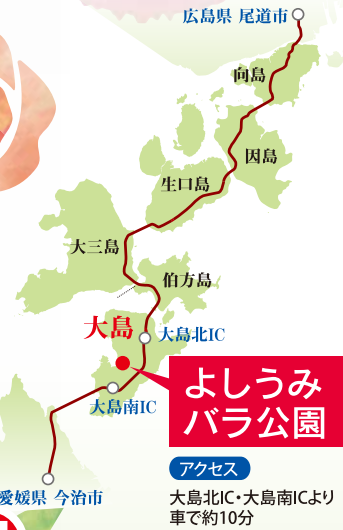 広島県 尾道市
向島
因島
生口島
大三島
伯方島
大島
大島北IC
大島南IC
よしうみ
バラ公園
愛媛県 今治市
アクセス
大島北IC・大島南ICより
車で約10分